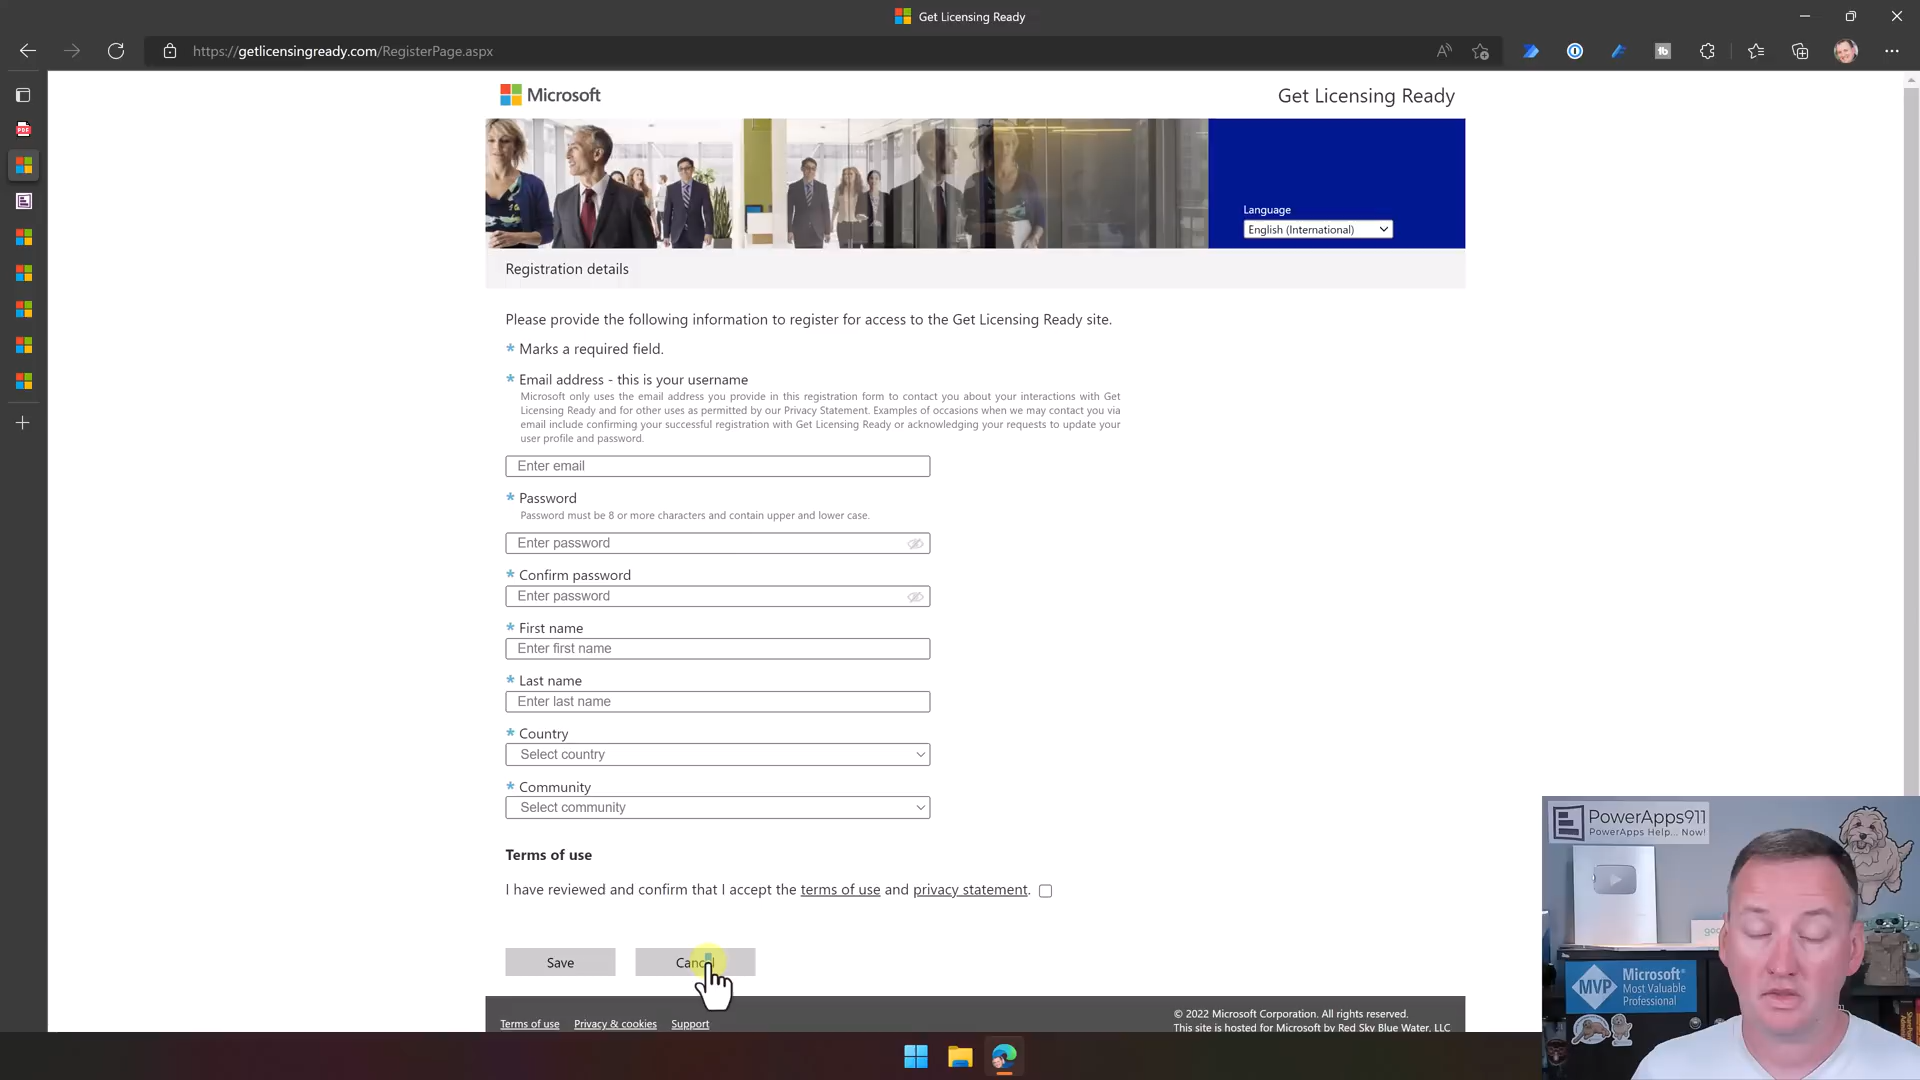 Get Licensing Ready
https://getlicensingready.com/RegisterPage.aspx
Microsoft
Get Licensing Ready
Language
English (International)
Registration details
Please provide the following information to register for access to the Get Licensing Ready site.
* Marks a required field.
* Email address - this is your username
Microsoft only uses the email address you provide in this registration form to contact you about your interactions with Get
Licensing Ready and for other uses as permitted by our Privacy Statement. Examples of occasions when we may contact you via
email include confirming your successful registration with Get Licensing Ready or acknowledging your requests to update your
user profile and password.
Enter email
* Password
Password must be 8 or more characters and contain upper and lower case.
Enter password
* Confirm password
Enter password
* First name
Enter first name
* Last name
Enter last name
* Country
Select country
* Community
Select community
Terms of use
I have reviewed and confirm that I accept the terms of use and privacy statement.
Save
Terms of use
Privacy & cookies
Support
© 2022 Microsoft Corporation. All rights reserved.
This site is hosted for Microsoft by Red Sky Blue Water, LLC
PowerApps911
PowerApps Help... Now!
MVP
Microsoft®
Most Valuable
Professional